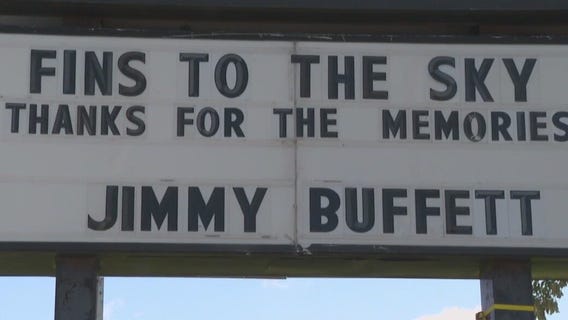 FINS TO THE SKY
THANKS FOR THE MEMORIES
JIMMY BUFFETT